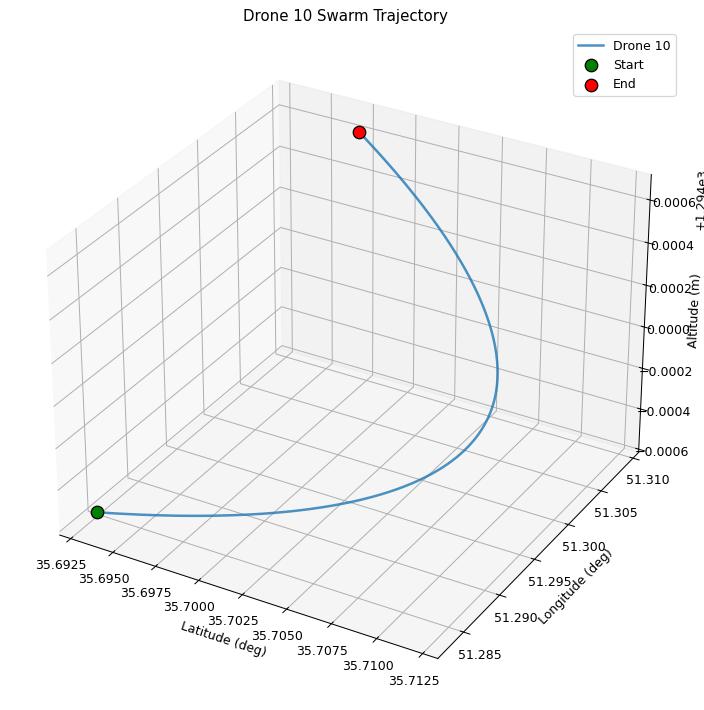 Drone 10 Swarm Trajectory
Drone 10
Start
End
+1.294e3
0.0006
0.0004
0.0002
0.0000
−0.0002
−0.0004
−0.0006
Altitude (m)
51.310
51.305
51.300
51.295
51.290
51.285
Longitude (deg)
35.6925
35.6950
35.6975
35.7000
35.7025
35.7050
35.7075
35.7100
35.7125
Latitude (deg)